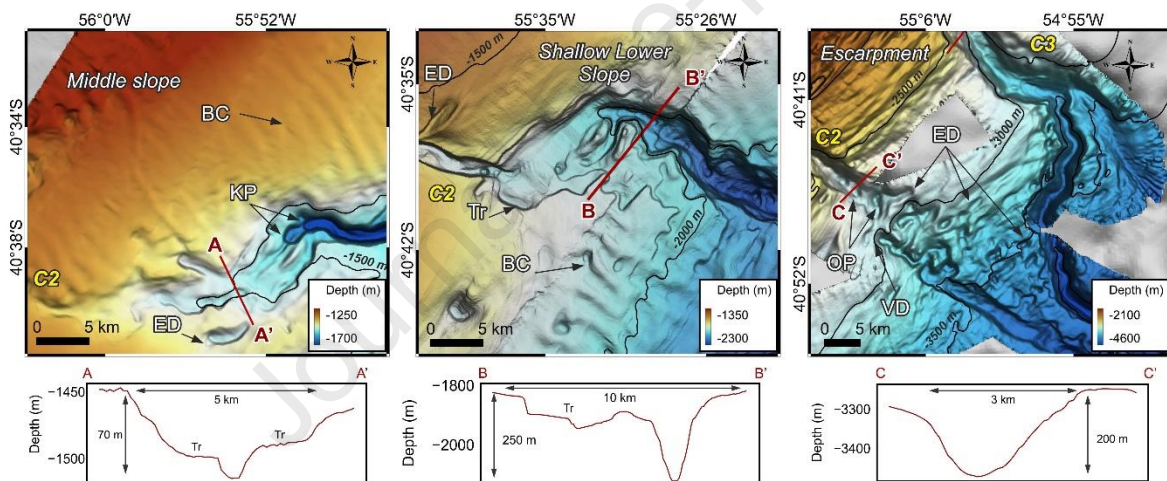 56°0'W 55°52'W
Middle slope
BC
40°34'S
KP
A
40°38'S
-1500 m
C2
ED
A'
0 5 km
Depth (m)
-1250
-1700
55°35'W 55°26'W
-1500 m
Shallow Lower
Slope
ED
B'
40°35'S
C2
Tr
B
-2000 m
40°42'S
BC
0 5 km
Depth (m)
-1350
-2300
55°6'W 54°55'W
Escarpment
C3
40°41'S
-2500 m
ED
-3000 m
C2
C'
C
OP
40°52'S
VD
-3500 m
0 5 km
Depth (m)
-2100
-4600
A A'
Depth (m)
−1450
−1500
5 km
70 m
Tr
Tr
B B'
Depth (m)
−1800
−2000
10 km
Tr
250 m
C C'
Depth (m)
−3300
−3400
3 km
200 m